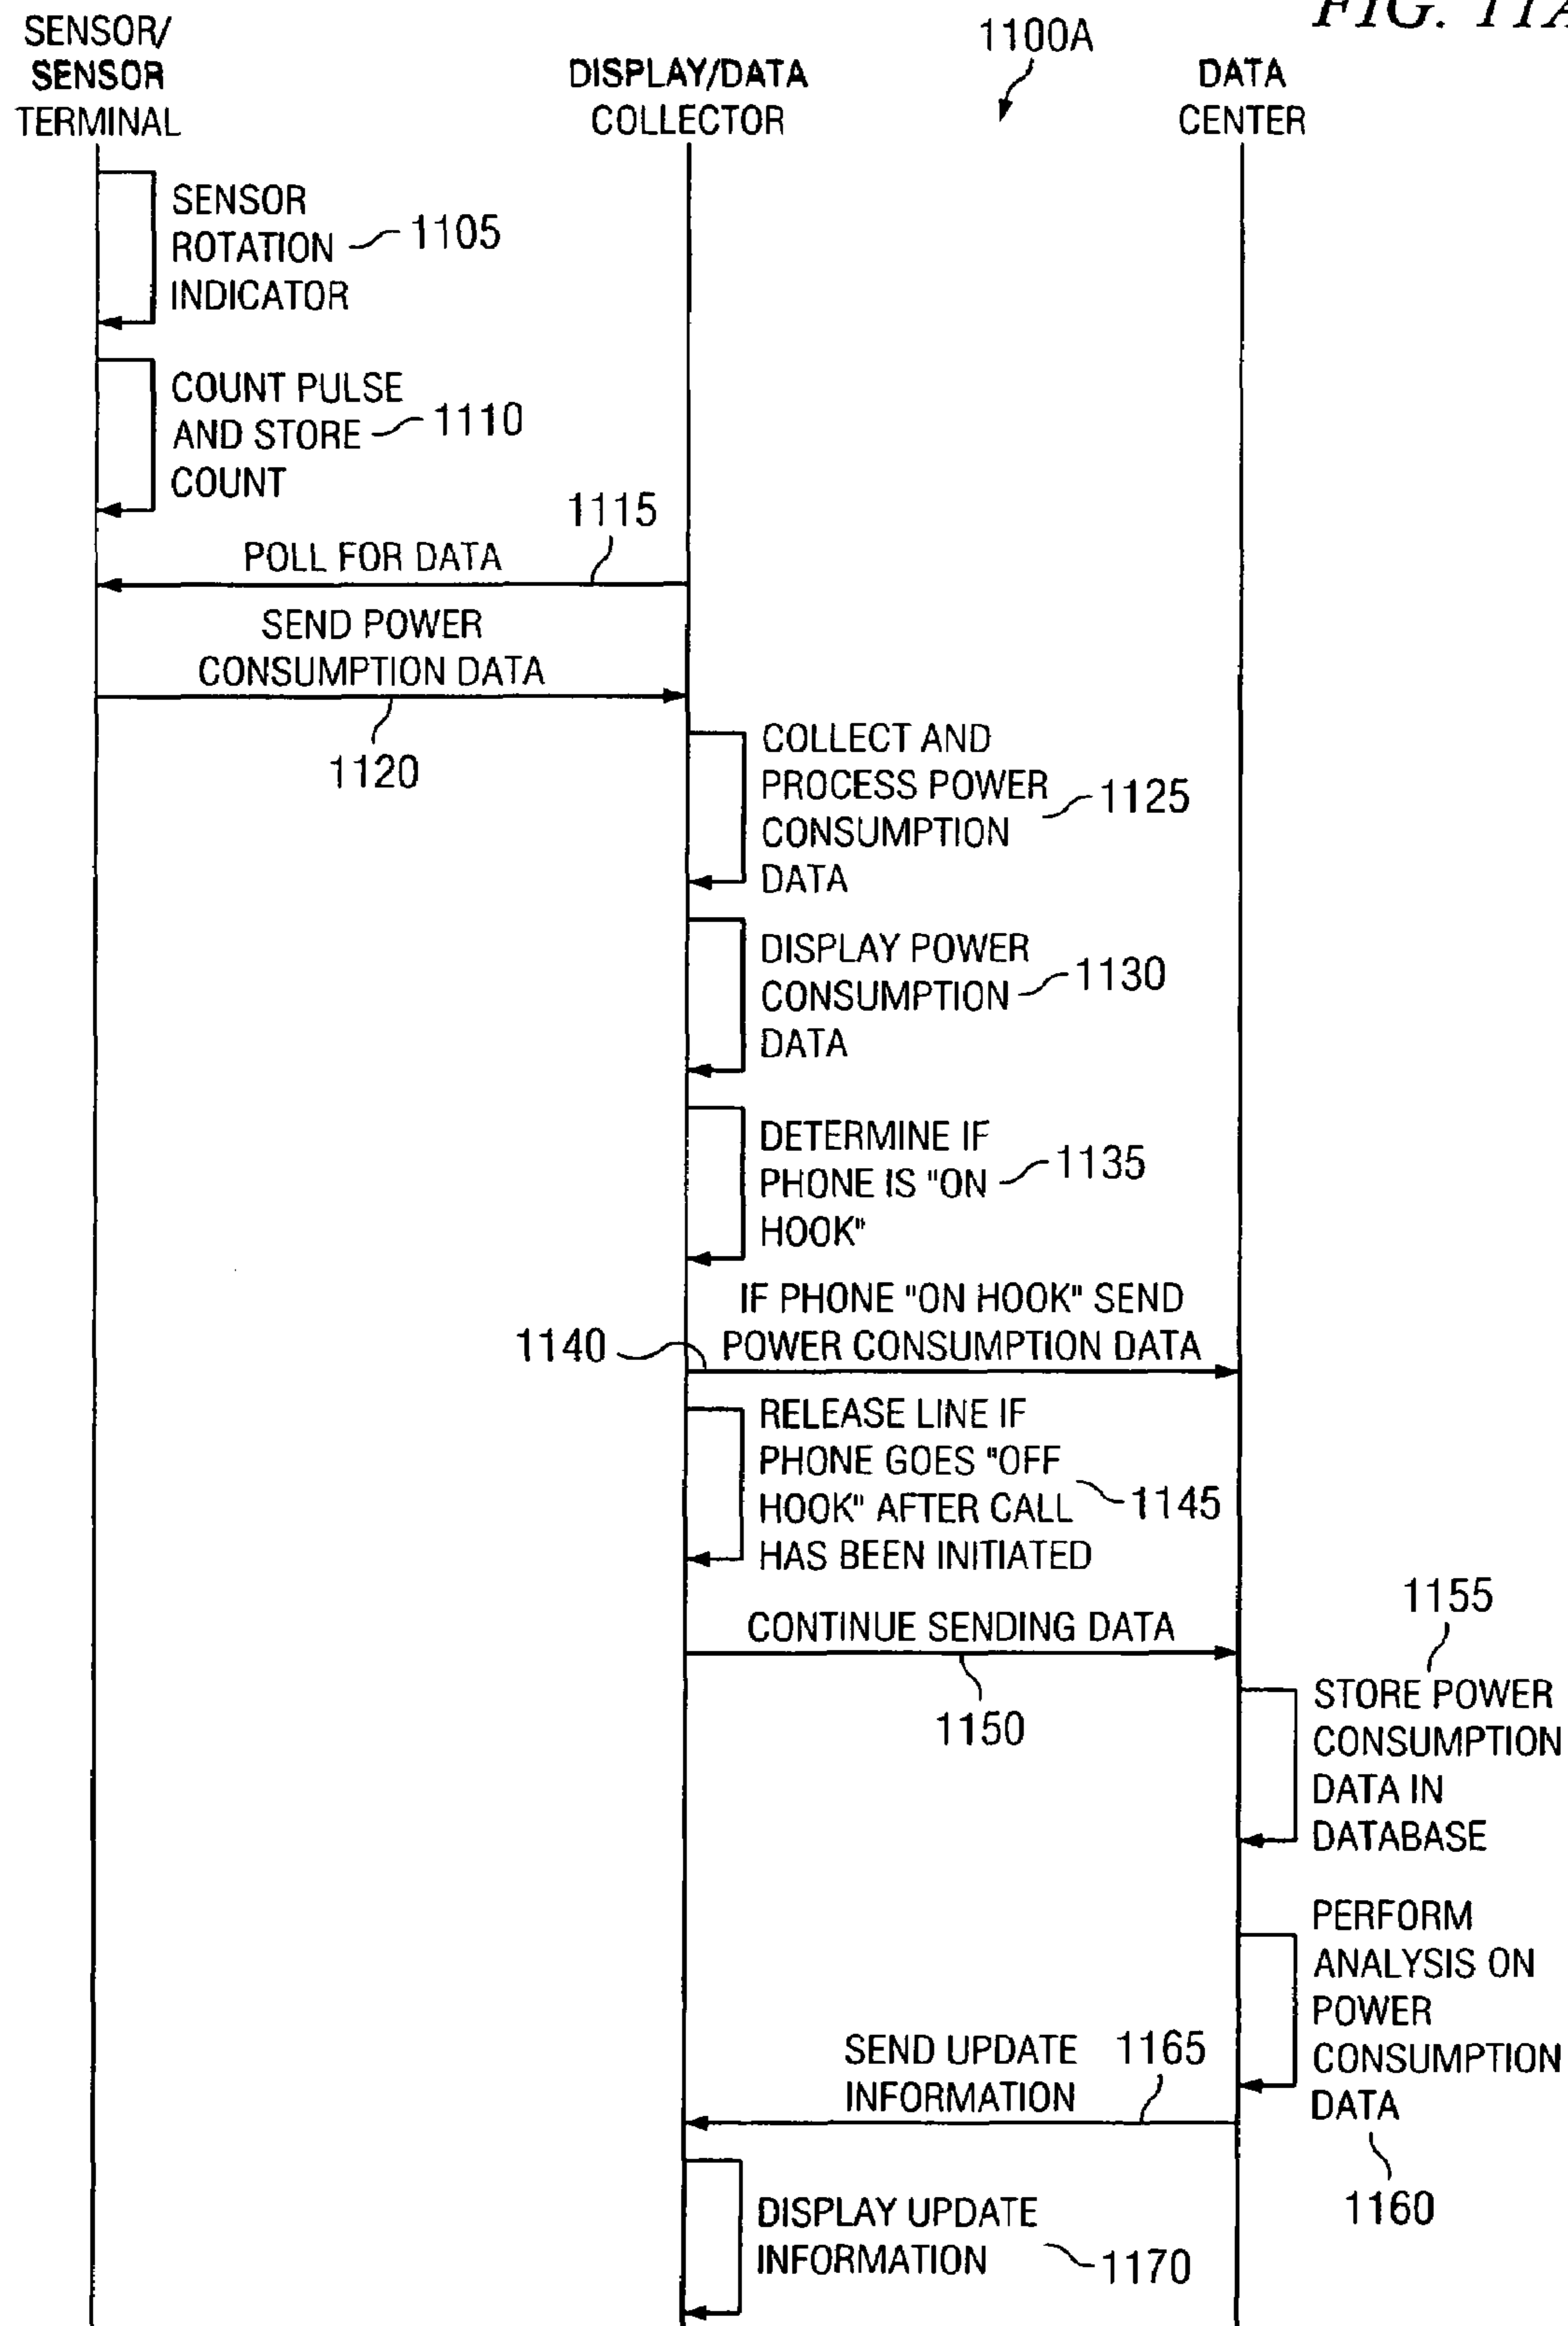 FIG. 11A
1100A
SENSOR/
SENSOR
TERMINAL
DISPLAY/DATA
COLLECTOR
DATA
CENTER
SENSOR
ROTATION
INDICATOR
1105
COUNT PULSE
AND STORE
COUNT
1110
1115
POLL FOR DATA
SEND POWER
CONSUMPTION DATA
1120
COLLECT AND
PROCESS POWER
CONSUMPTION
DATA
1125
DISPLAY POWER
CONSUMPTION
DATA
1130
DETERMINE IF
PHONE IS "ON
HOOK"
1135
IF PHONE "ON HOOK" SEND
POWER CONSUMPTION DATA
1140
RELEASE LINE IF
PHONE GOES "OFF
HOOK" AFTER CALL
HAS BEEN INITIATED
1145
CONTINUE SENDING DATA
1150
1155
STORE POWER
CONSUMPTION
DATA IN
DATABASE
PERFORM
ANALYSIS ON
POWER
CONSUMPTION
DATA
1160
SEND UPDATE
INFORMATION
1165
DISPLAY UPDATE
INFORMATION
1170